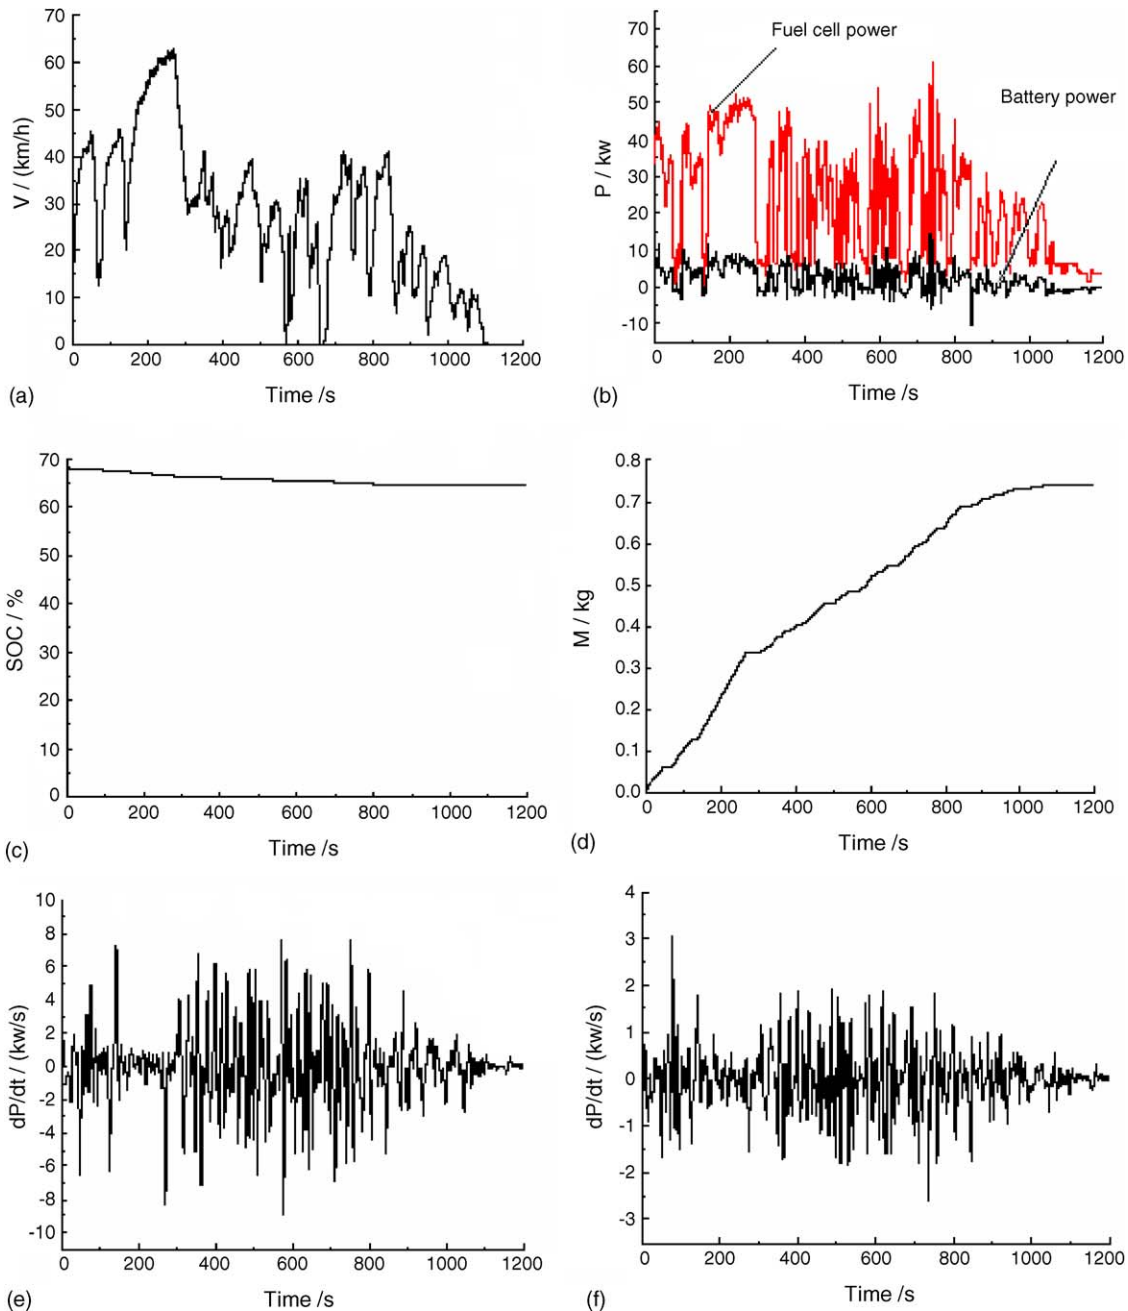 70
60
50
40
30
20
10
0
V / (km/h)
0 200 400 600 800 1000 1200
Time /s
(a)
70
60
50
40
30
20
10
0
-10
P / kw
Fuel cell power
Battery power
0 200 400 600 800 1000 1200
Time /s
(b)
70
60
50
40
30
20
10
0
SOC / %
0 200 400 600 800 1000 1200
Time /s
(c)
0.8
0.7
0.6
0.5
0.4
0.3
0.2
0.1
0.0
M / kg
0 200 400 600 800 1000 1200
Time /s
(d)
10
8
6
4
2
0
-2
-4
-6
-8
-10
dP/dt / (kw/s)
0 200 400 600 800 1000 1200
Time /s
(e)
4
3
2
1
0
-1
-2
-3
dP/dt / (kw/s)
0 200 400 600 800 1000 1200
Time /s
(f)